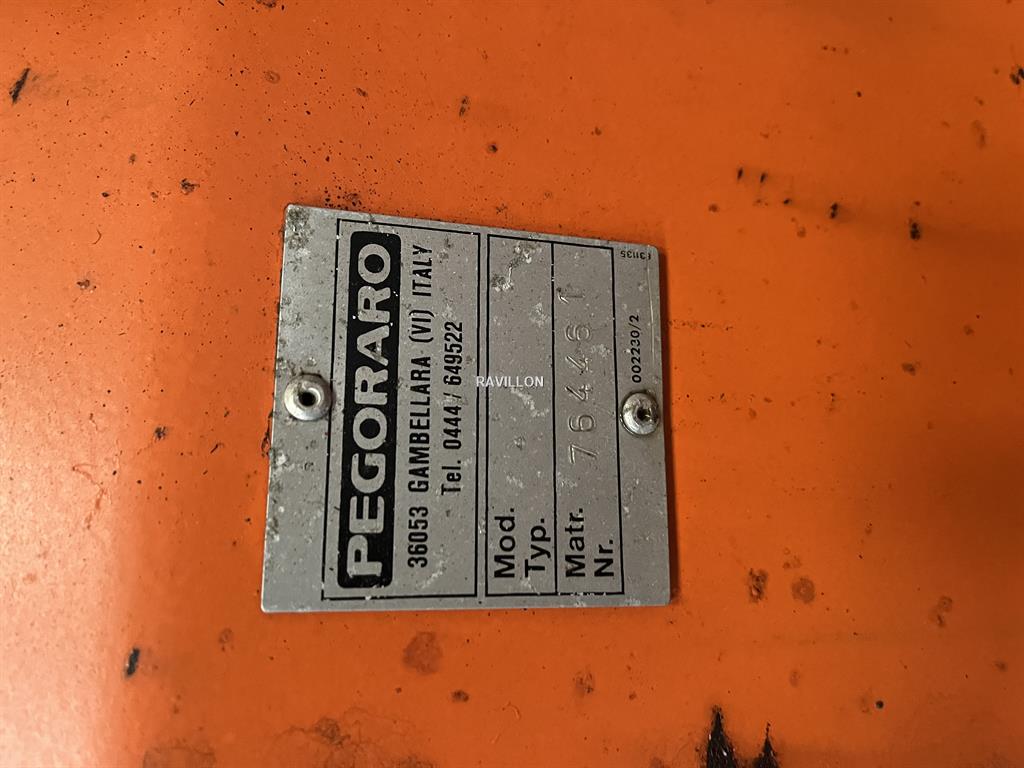 PEGORARO
36053 GAMBELLARA (VI) ITALY
Tel. 0444/649522
Mod.
Typ.
Matr. 764461
Nr.
002230/2
RAVILLON